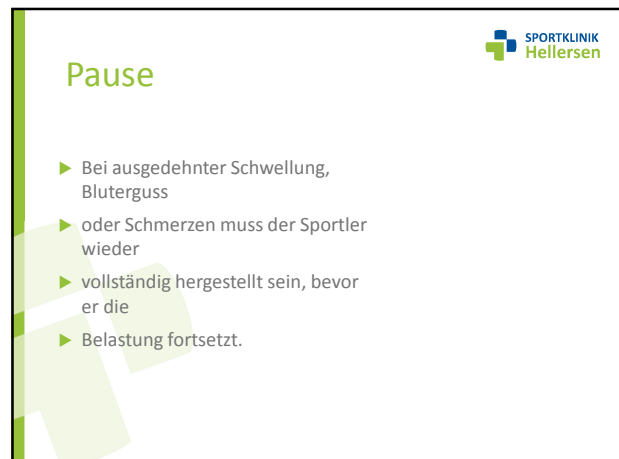 SPORTKLINIK
Hellersen
Pause
Bei ausgedehnter Schwellung,
Bluterguss
oder Schmerzen muss der Sportler
wieder
vollständig hergestellt sein, bevor
er die
Belastung fortsetzt.